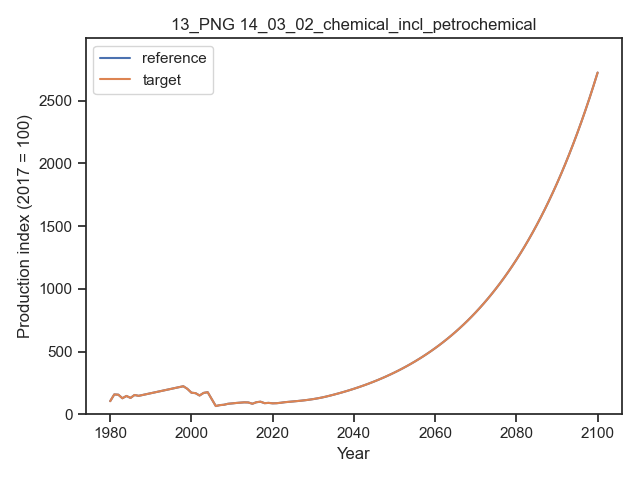 13_PNG 14_03_02_chemical_incl_petrochemical
reference
target
Production index (2017 = 100)
2500
2000
1500
1000
500
0
1980 2000 2020 2040 2060 2080 2100
Year